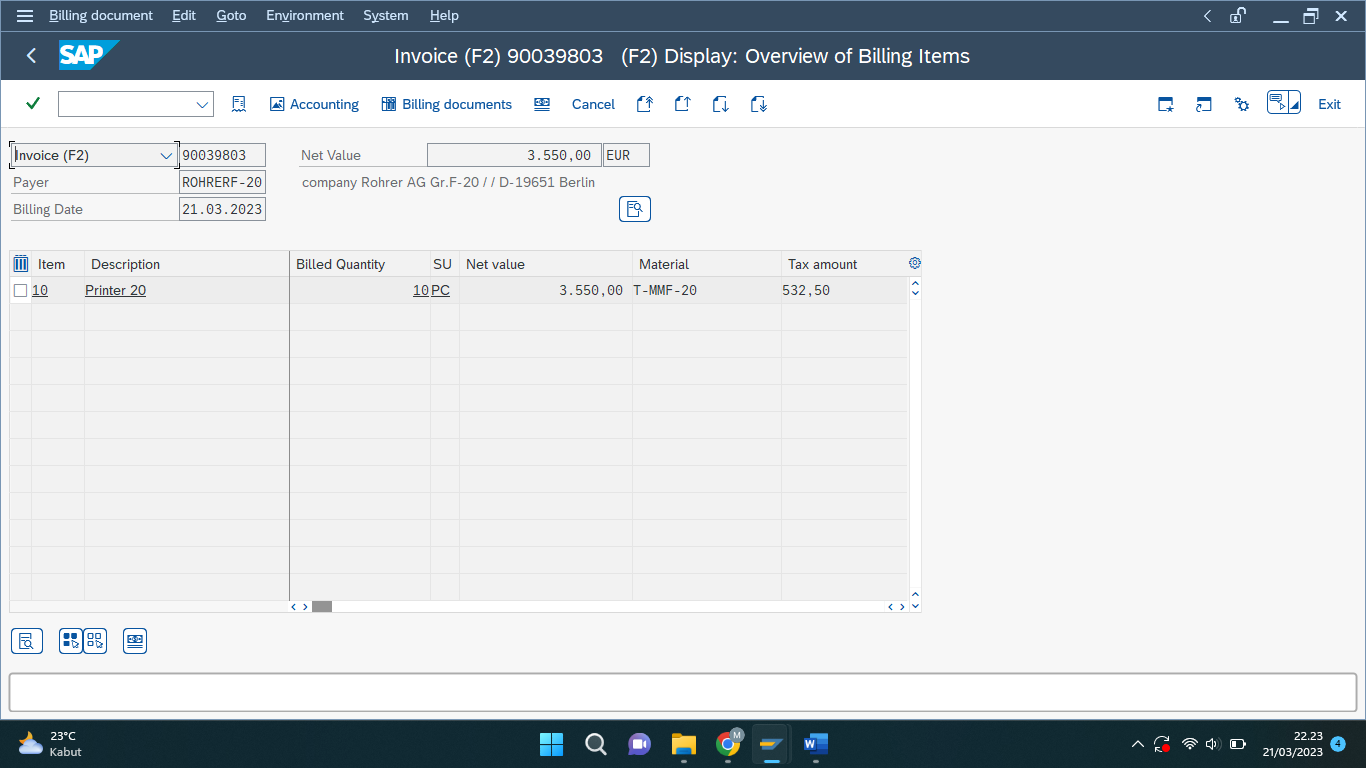 Billing document Edit Goto Environment System Help
SAP Invoice (F2) 90039803 (F2) Display: Overview of Billing Items
Accounting Billing documents Cancel Exit
Invoice (F2) 90039803 Net Value 3.550,00 EUR
Payer ROHRERF-20 company Rohrer AG Gr.F-20 / / D-19651 Berlin
Billing Date 21.03.2023
Item Description Billed Quantity SU Net value Material Tax amount
10 Printer 20 10 PC 3.550,00 T-MMF-20 532,50
23°C
Kabut
M
W
22.23
21/03/2023 4